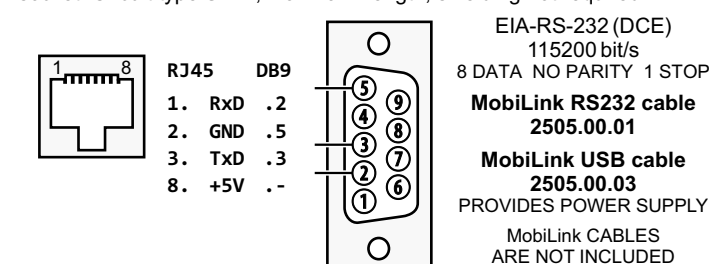 1 8
RJ45 DB9
1. RxD .2
2. GND .5
3. TxD .3
8. +5V .-
5
9
4
8
3
7
2
6
1
EIA-RS-232 (DCE)
115200 bit/s
8 DATA NO PARITY 1 STOP
MobiLink RS232 cable
2505.00.01
MobiLink USB cable
2505.00.03
PROVIDES POWER SUPPLY
MobiLink CABLES
ARE NOT INCLUDED